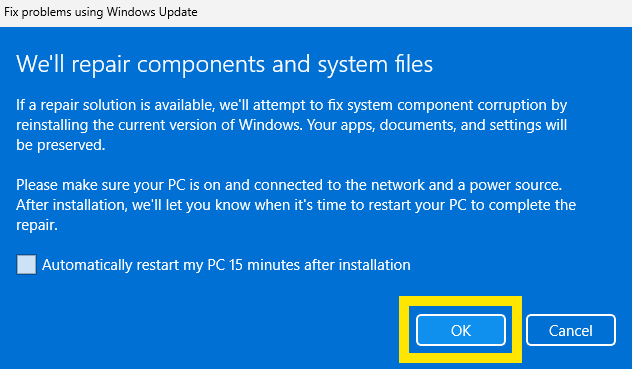 Fix problems using Windows Update
We'll repair components and system files
If a repair solution is available, we'll attempt to fix system component corruption by
reinstalling the current version of Windows. Your apps, documents, and settings will
be preserved.
Please make sure your PC is on and connected to the network and a power source.
After installation, we'll let you know when it's time to restart your PC to complete the
repair.
Automatically restart my PC 15 minutes after installation
OK
Cancel